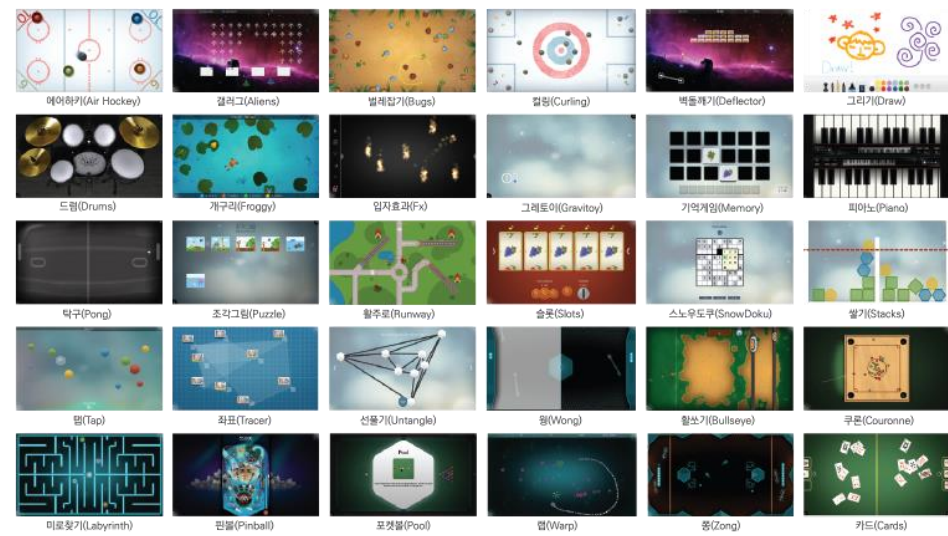 에어하키(Air Hockey)
갤러그(Aliens)
벌레잡기(Bugs)
컬링(Curling)
벽돌깨기(Deflector)
그리기(Draw)
Draw!
드럼(Drums)
개구리(Froggy)
입자효과(Fx)
그레토이(Gravitoy)
기억게임(Memory)
피아노(Piano)
탁구(Pong)
조각그림(Puzzle)
활주로(Runway)
슬롯(Slots)
스노우도쿠(SnowDoku)
쌓기(Stacks)
탭(Tap)
좌표(Tracer)
선풀기(Untangle)
웡(Wong)
활쏘기(Bullseye)
쿠론(Couronne)
Pool
미로찾기(Labyrinth)
핀볼(Pinball)
포켓볼(Pool)
랩(Warp)
쫑(Zong)
카드(Cards)